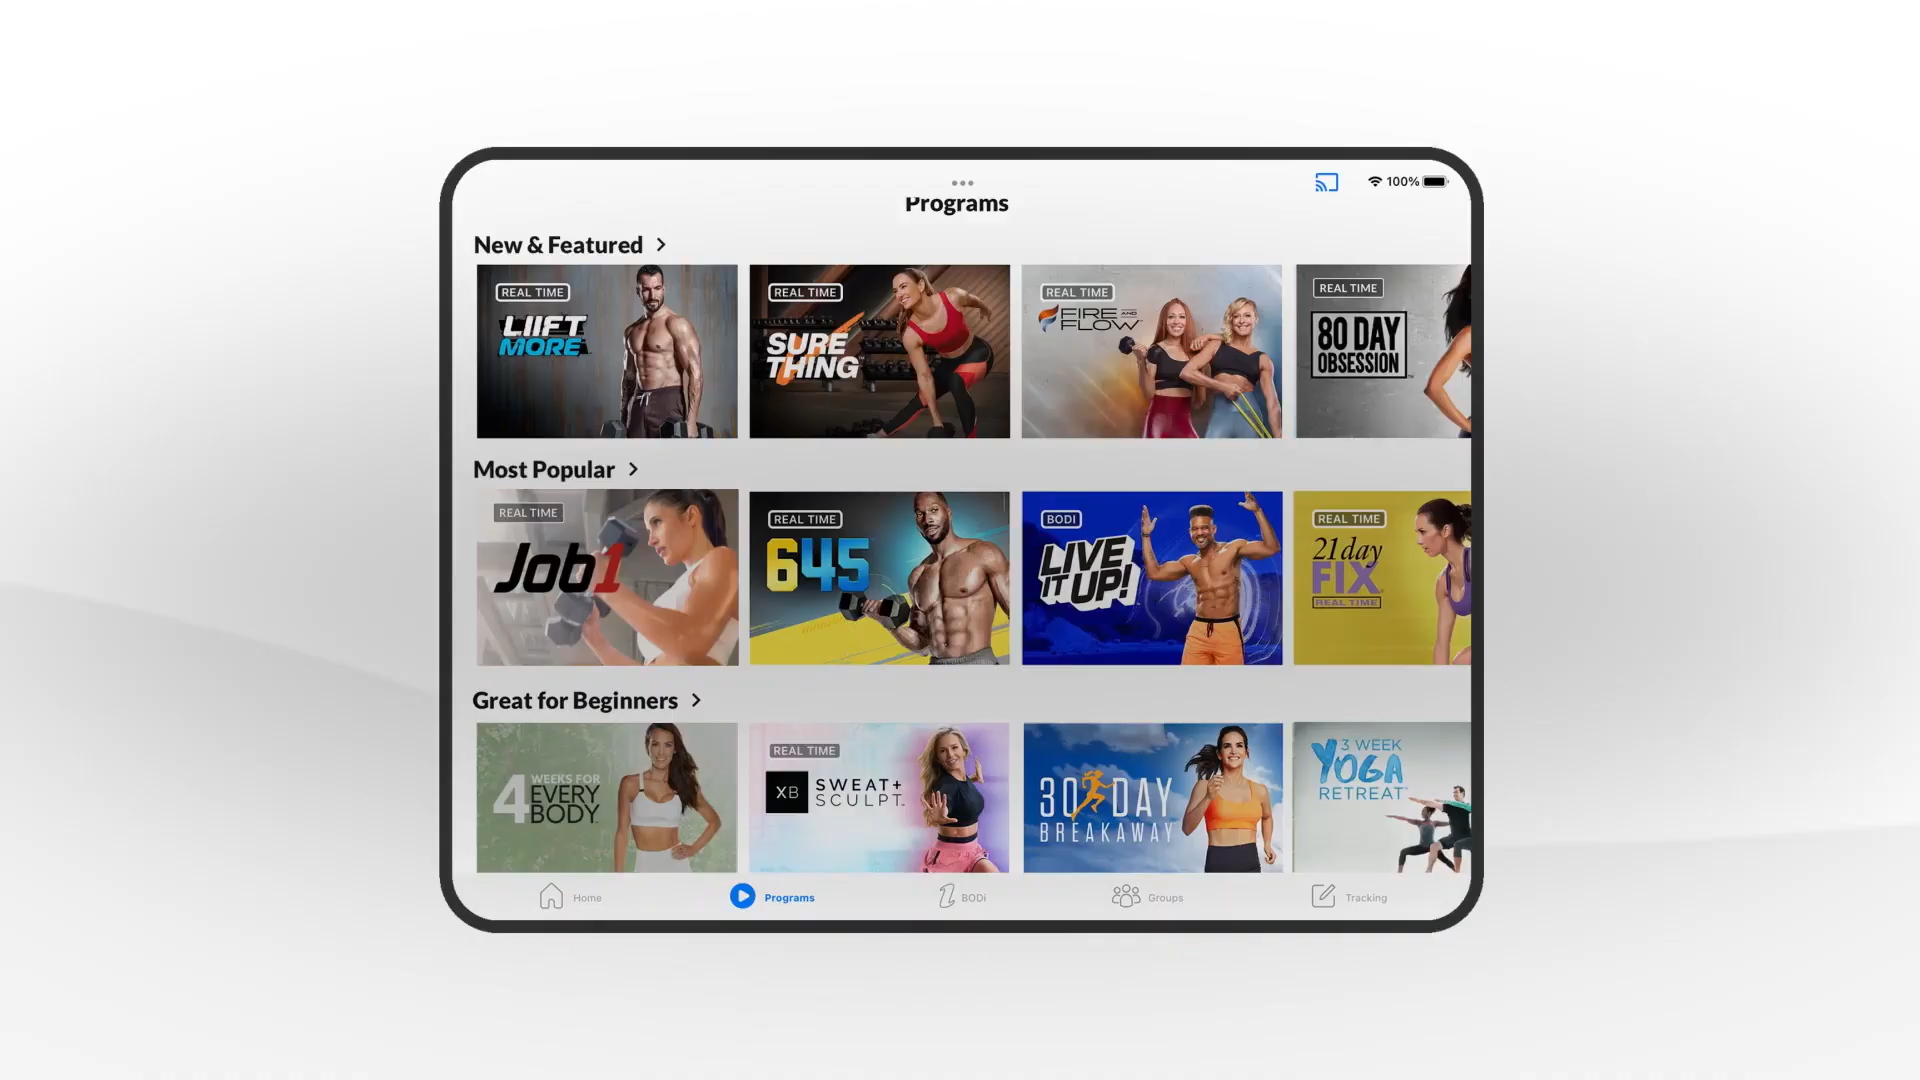 100%
Programs
New & Featured
REAL TIME
LIIFT
MORE
REAL TIME
SURE
THING
REAL TIME
FIRE AND
FLOW
REAL TIME
80 DAY
OBSESSION
Most Popular
REAL TIME
Job1
REAL TIME
645
BODI
LIVE
IT UP!
REAL TIME
21 day
FIX
REAL TIME
Great for Beginners
4 WEEKS FOR
EVERY
BODY
REAL TIME
XB SWEAT+
SCULPT
30 DAY
BREAKAWAY
3 WEEK
YOGA
RETREAT
Home
Programs
BODi
Groups
Tracking